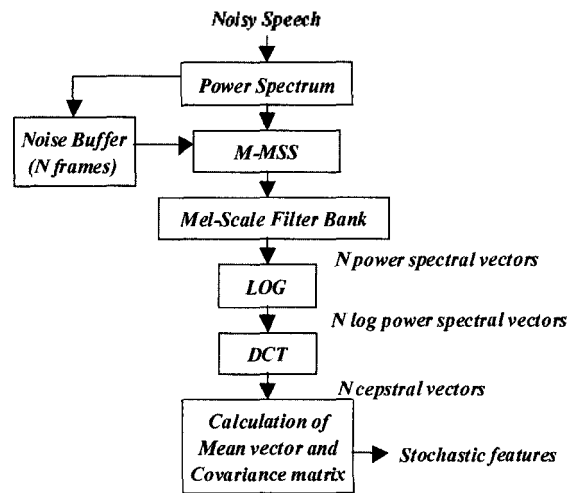 Noisy Speech
Power Spectrum
Noise Buffer
(N frames)
M-MSS
Mel-Scale Filter Bank
N power spectral vectors
LOG
N log power spectral vectors
DCT
N cepstral vectors
Calculation of
Mean vector and
Covariance matrix
Stochastic features